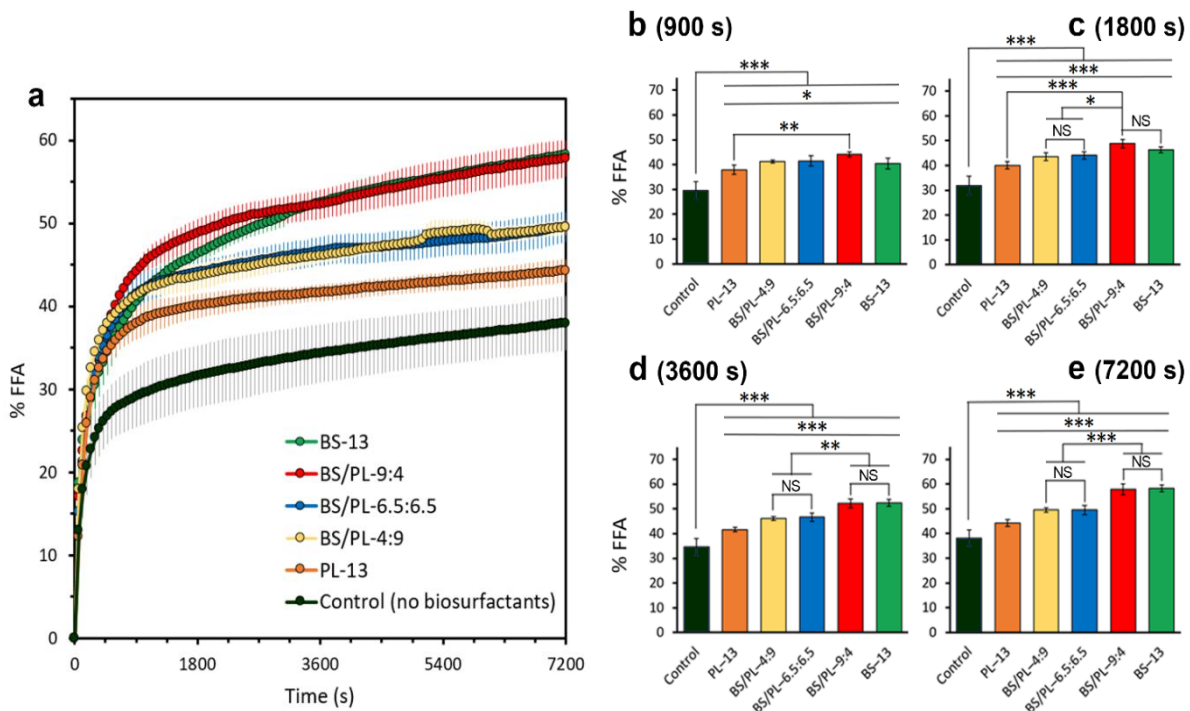 a
% FFA
60
50
40
30
20
10
0
0 1800 3600 5400 7200
Time (s)
BS-13
BS/PL-9:4
BS/PL-6.5:6.5
BS/PL-4:9
PL-13
Control (no biosurfactants)
b (900 s)
***
*
**
% FFA
70
60
50
40
30
20
10
0
Control
PL–13
BS/PL–4:9
BS/PL–6.5:6.5
BS/PL–9:4
BS–13
c (1800 s)
***
***
***
*
NS
NS
70
60
50
40
30
20
10
0
Control
PL–13
BS/PL–4:9
BS/PL–6.5:6.5
BS/PL–9:4
BS–13
d (3600 s)
***
***
**
NS
NS
% FFA
70
60
50
40
30
20
10
0
Control
PL–13
BS/PL–4:9
BS/PL–6.5:6.5
BS/PL–9:4
BS–13
e (7200 s)
***
***
***
NS
NS
70
60
50
40
30
20
10
0
Control
PL–13
BS/PL–4:9
BS/PL–6.5:6.5
BS/PL–9:4
BS–13